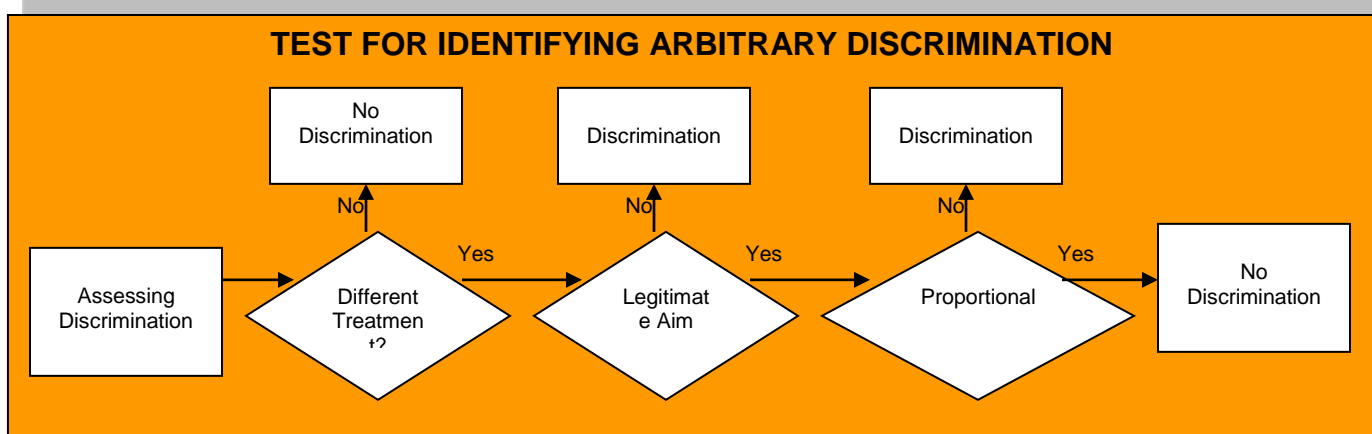 TEST FOR IDENTIFYING ARBITRARY DISCRIMINATION
No
Discrimination
Discrimination
Discrimination
No
No
No
Yes
Yes
Yes
Assessing
Discrimination
Different
Treatmen
t?
Legitimat
e Aim
Proportional
No
Discrimination